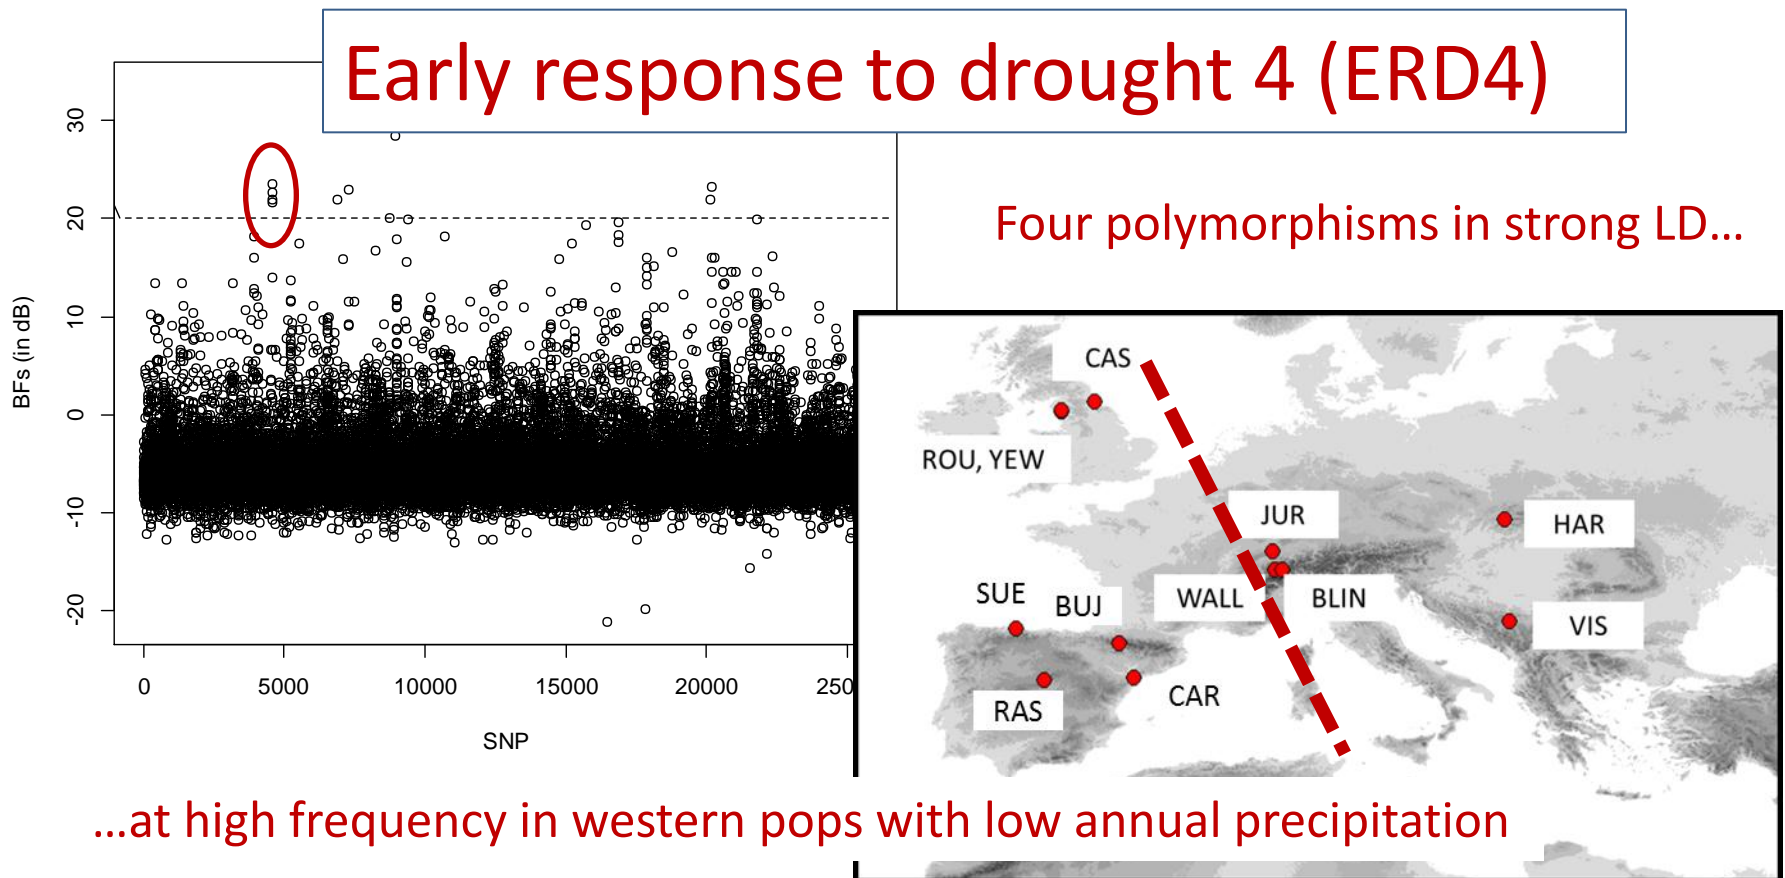 Early response to drought 4 (ERD4)
Four polymorphisms in strong LD...
BFs (in dB)
30
20
10
0
-10
-20
0
5000
10000
15000
20000
250
SNP
CAS
ROU, YEW
JUR
HAR
SUE
BUJ
WALL
BLIN
VIS
RAS
CAR
...at high frequency in western pops with low annual precipitation